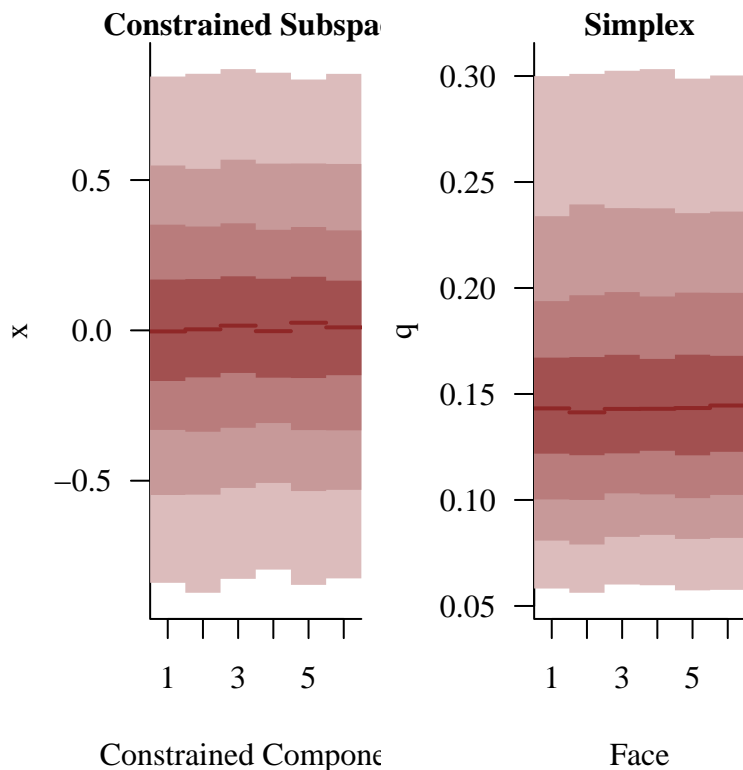 Constrained Subspa
Simplex
x
0.5
0.0
−0.5
1 3 5
Constrained Compone
q
0.30
0.25
0.20
0.15
0.10
0.05
1 3 5
Face